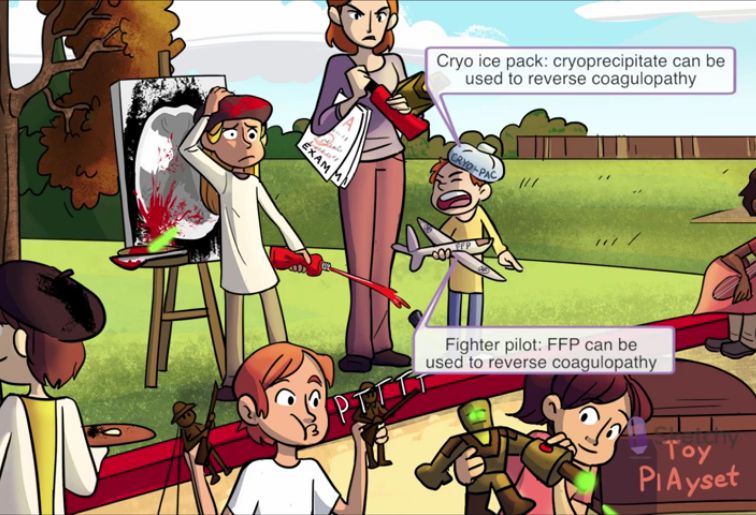 Cryo ice pack: cryoprecipitate can be
used to reverse coagulopathy
CRYO-PAC
A
EXAM
FFP
Fighter pilot: FFP can be
used to reverse coagulopathy
PTTTT
Sketchy
Toy
PlAyset